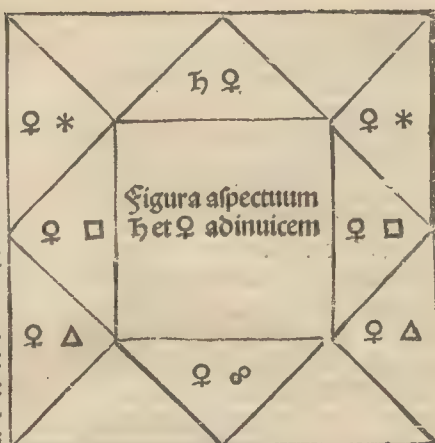 ♄ ♀
♀ ⚹ ♀ ⚹
Figura aſpectuum
♄ et ♀ adinuicem
♀ □ ♀ □
♀ △ ♀ △
♀ ☍